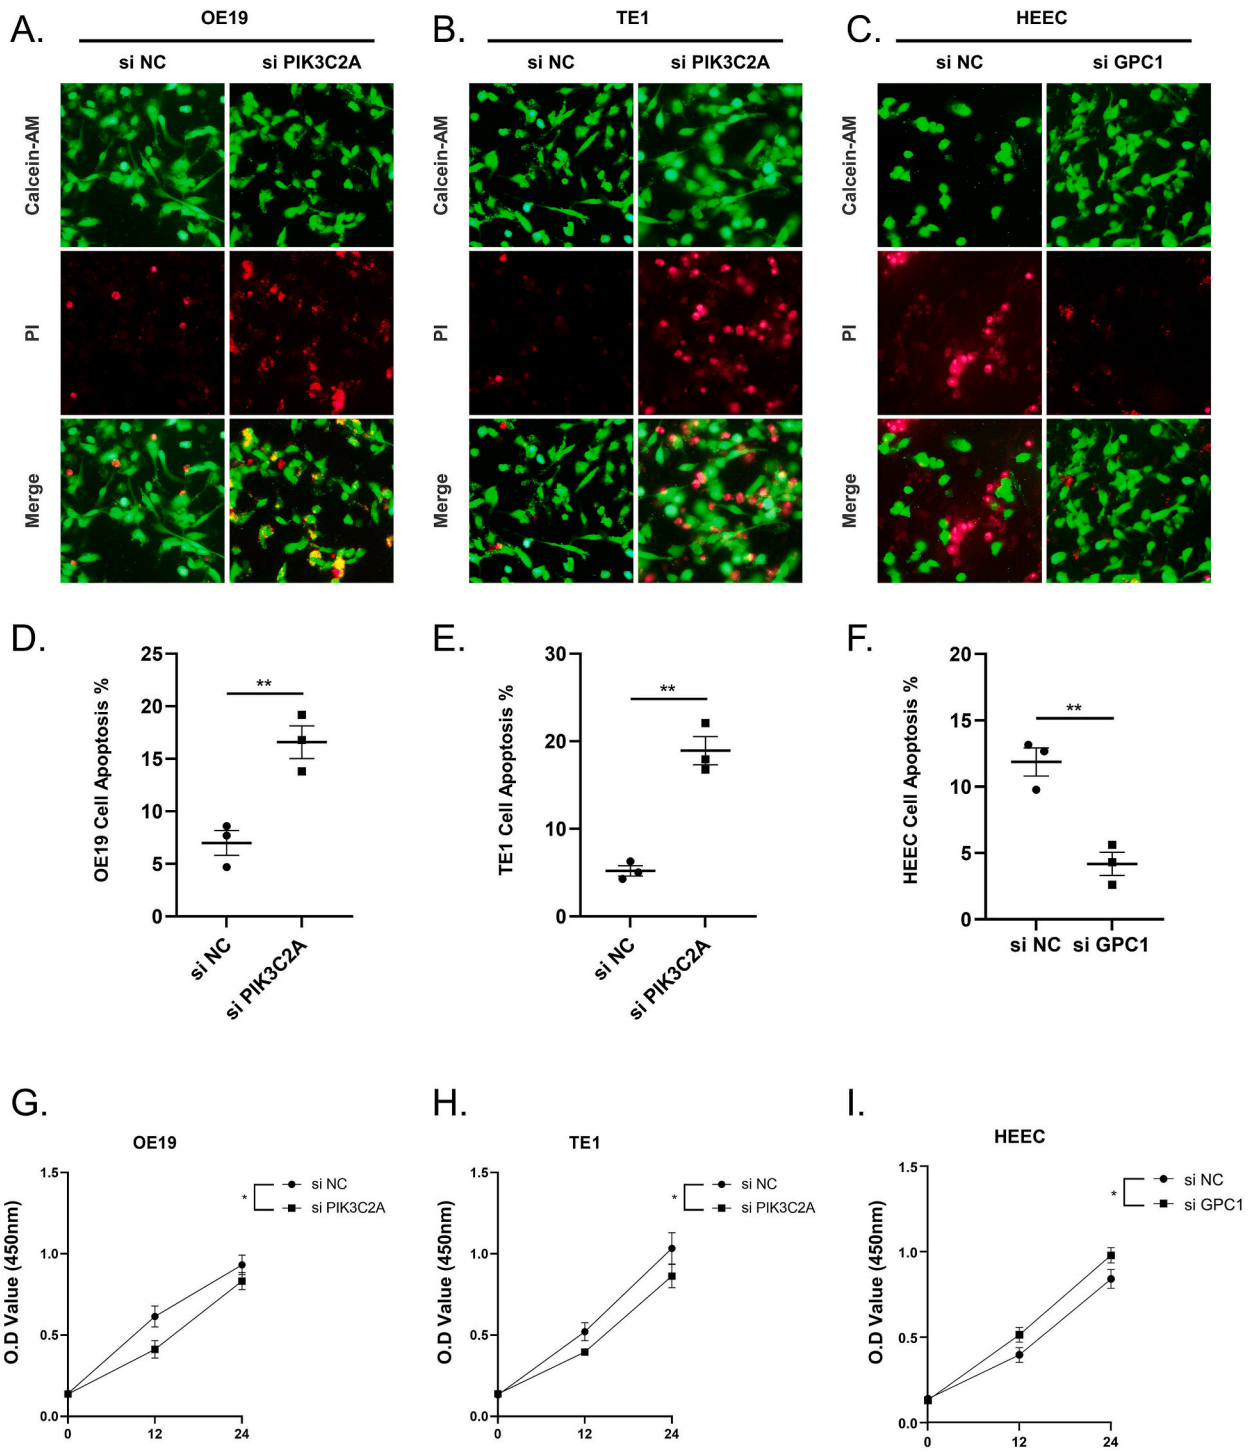 A.
OE19
B.
TE1
C.
HEEC
si NC
si PIK3C2A
si NC
si PIK3C2A
si NC
si GPC1
Calcein-AM
Calcein-AM
Calcein-AM
PI
PI
PI
Merge
Merge
Merge
D.
OE19 Cell Apoptosis %
25
20
15
10
5
0
**
si NC
si PIK3C2A
E.
TE1 Cell Apoptosis %
30
20
10
0
**
si NC
si PIK3C2A
F.
HEEC Cell Apoptosis %
20
15
10
5
0
**
si NC
si GPC1
G.
OE19
O.D Value (450nm)
1.5
1.0
0.5
0.0
0
12
24
*
si NC
si PIK3C2A
H.
TE1
O.D Value (450nm)
1.5
1.0
0.5
0.0
0
12
24
*
si NC
si PIK3C2A
I.
HEEC
O.D Value (450nm)
1.5
1.0
0.5
0.0
0
12
24
*
si NC
si GPC1